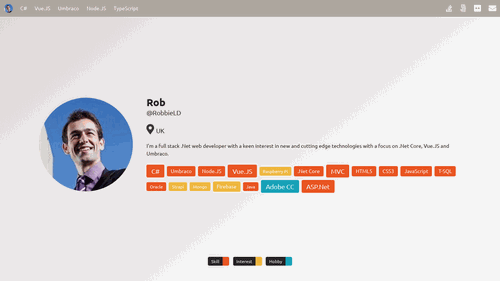 C# Vue.JS Umbraco Node.JS TypeScript
Rob
@RobbieLD
UK
I'm a full stack .Net web developer with a keen interest in new and cutting edge technologies with a focus on .Net Core, Vue.JS and
Umbraco.
C# Umbraco Node.JS Vue.JS RaspberryPi .Net Core MVC HTML5 CSS3 JavaScript T-SQL
Oracle Django Firebase Java Adobe CC ASP.Net
Skill Interest Hobby